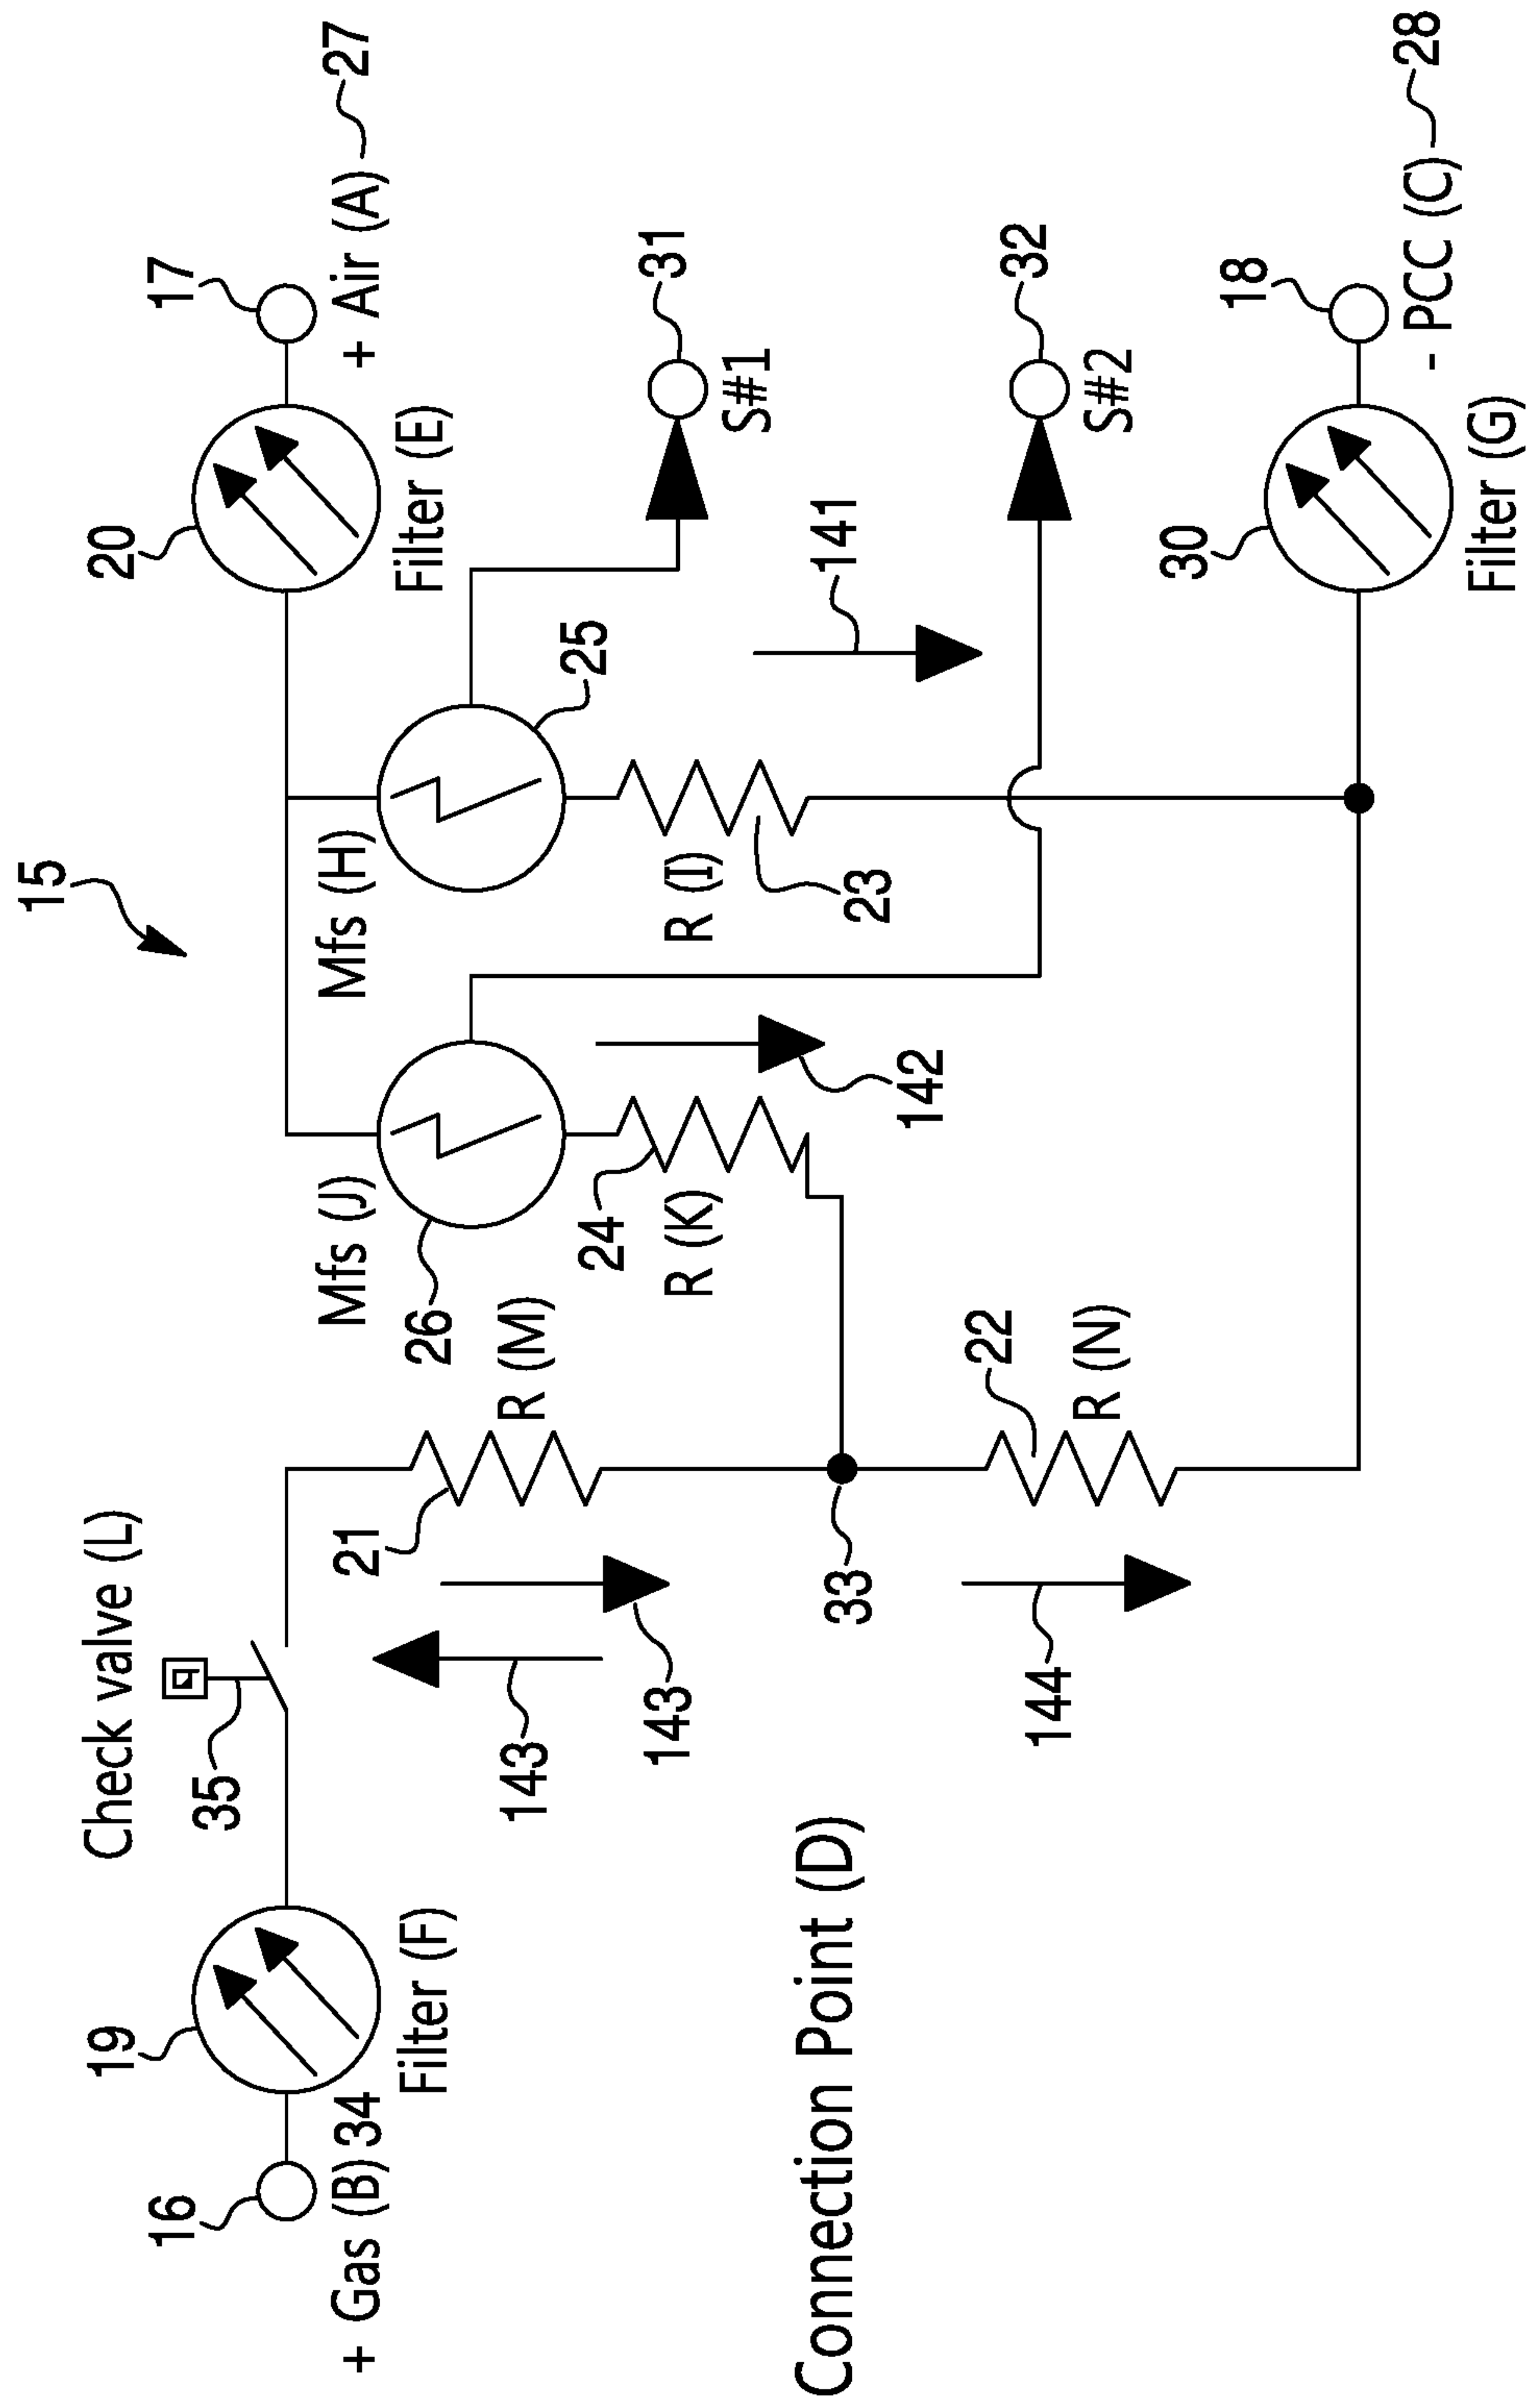 15
17
+ Air (A)
27
20
Filter (E)
Mfs (H)
25
31
S#1
R (I)
23
141
Mfs (J)
26
24
R (K)
142
32
S#2
Check valve (L)
35
21
R (M)
143
143
33
22
R (N)
144
19
Filter (F)
16
+ Gas (B) 34
Connection Point (D)
30
Filter (G)
18
- PCC (C)
28